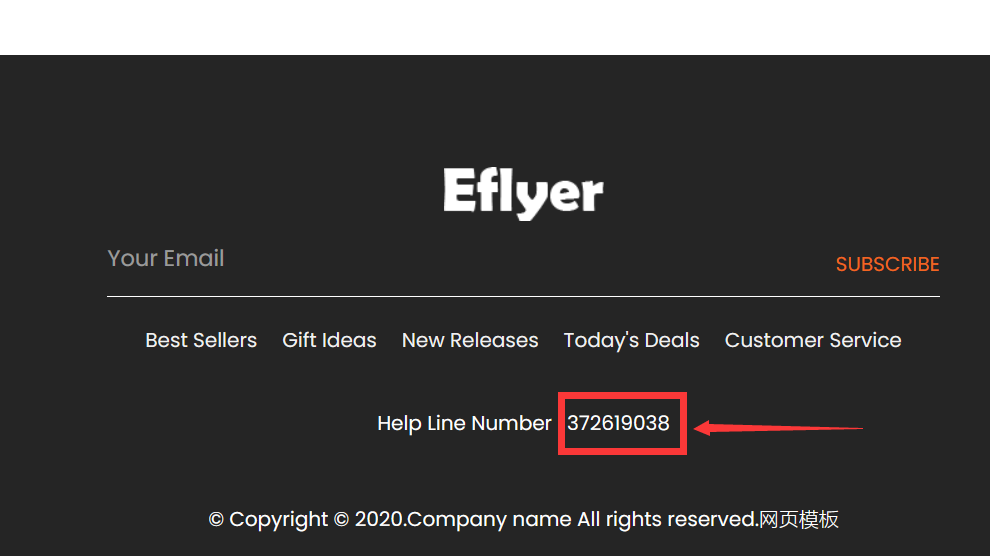 Eflyer
Your Email
SUBSCRIBE
Best Sellers Gift Ideas New Releases Today's Deals Customer Service
Help Line Number 372619038
© Copyright © 2020.Company name All rights reserved.网页模板